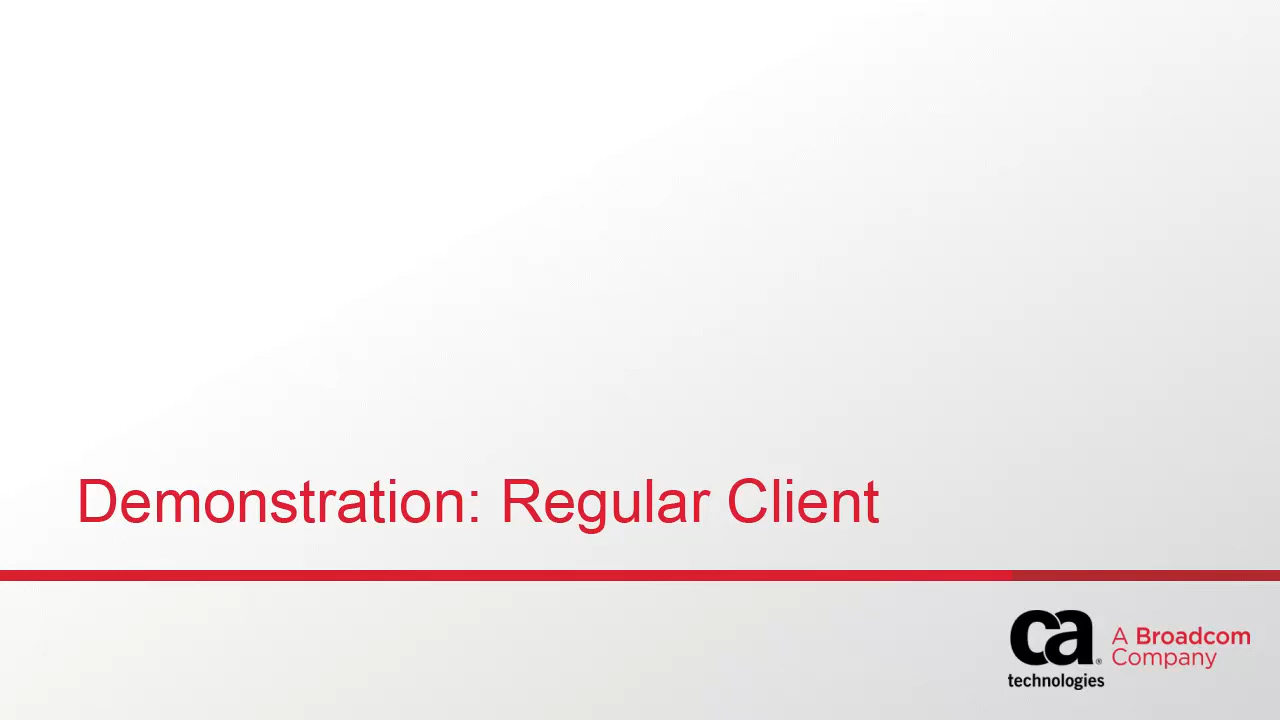 Demonstration: Regular Client
ca
technologies
A Broadcom
Company